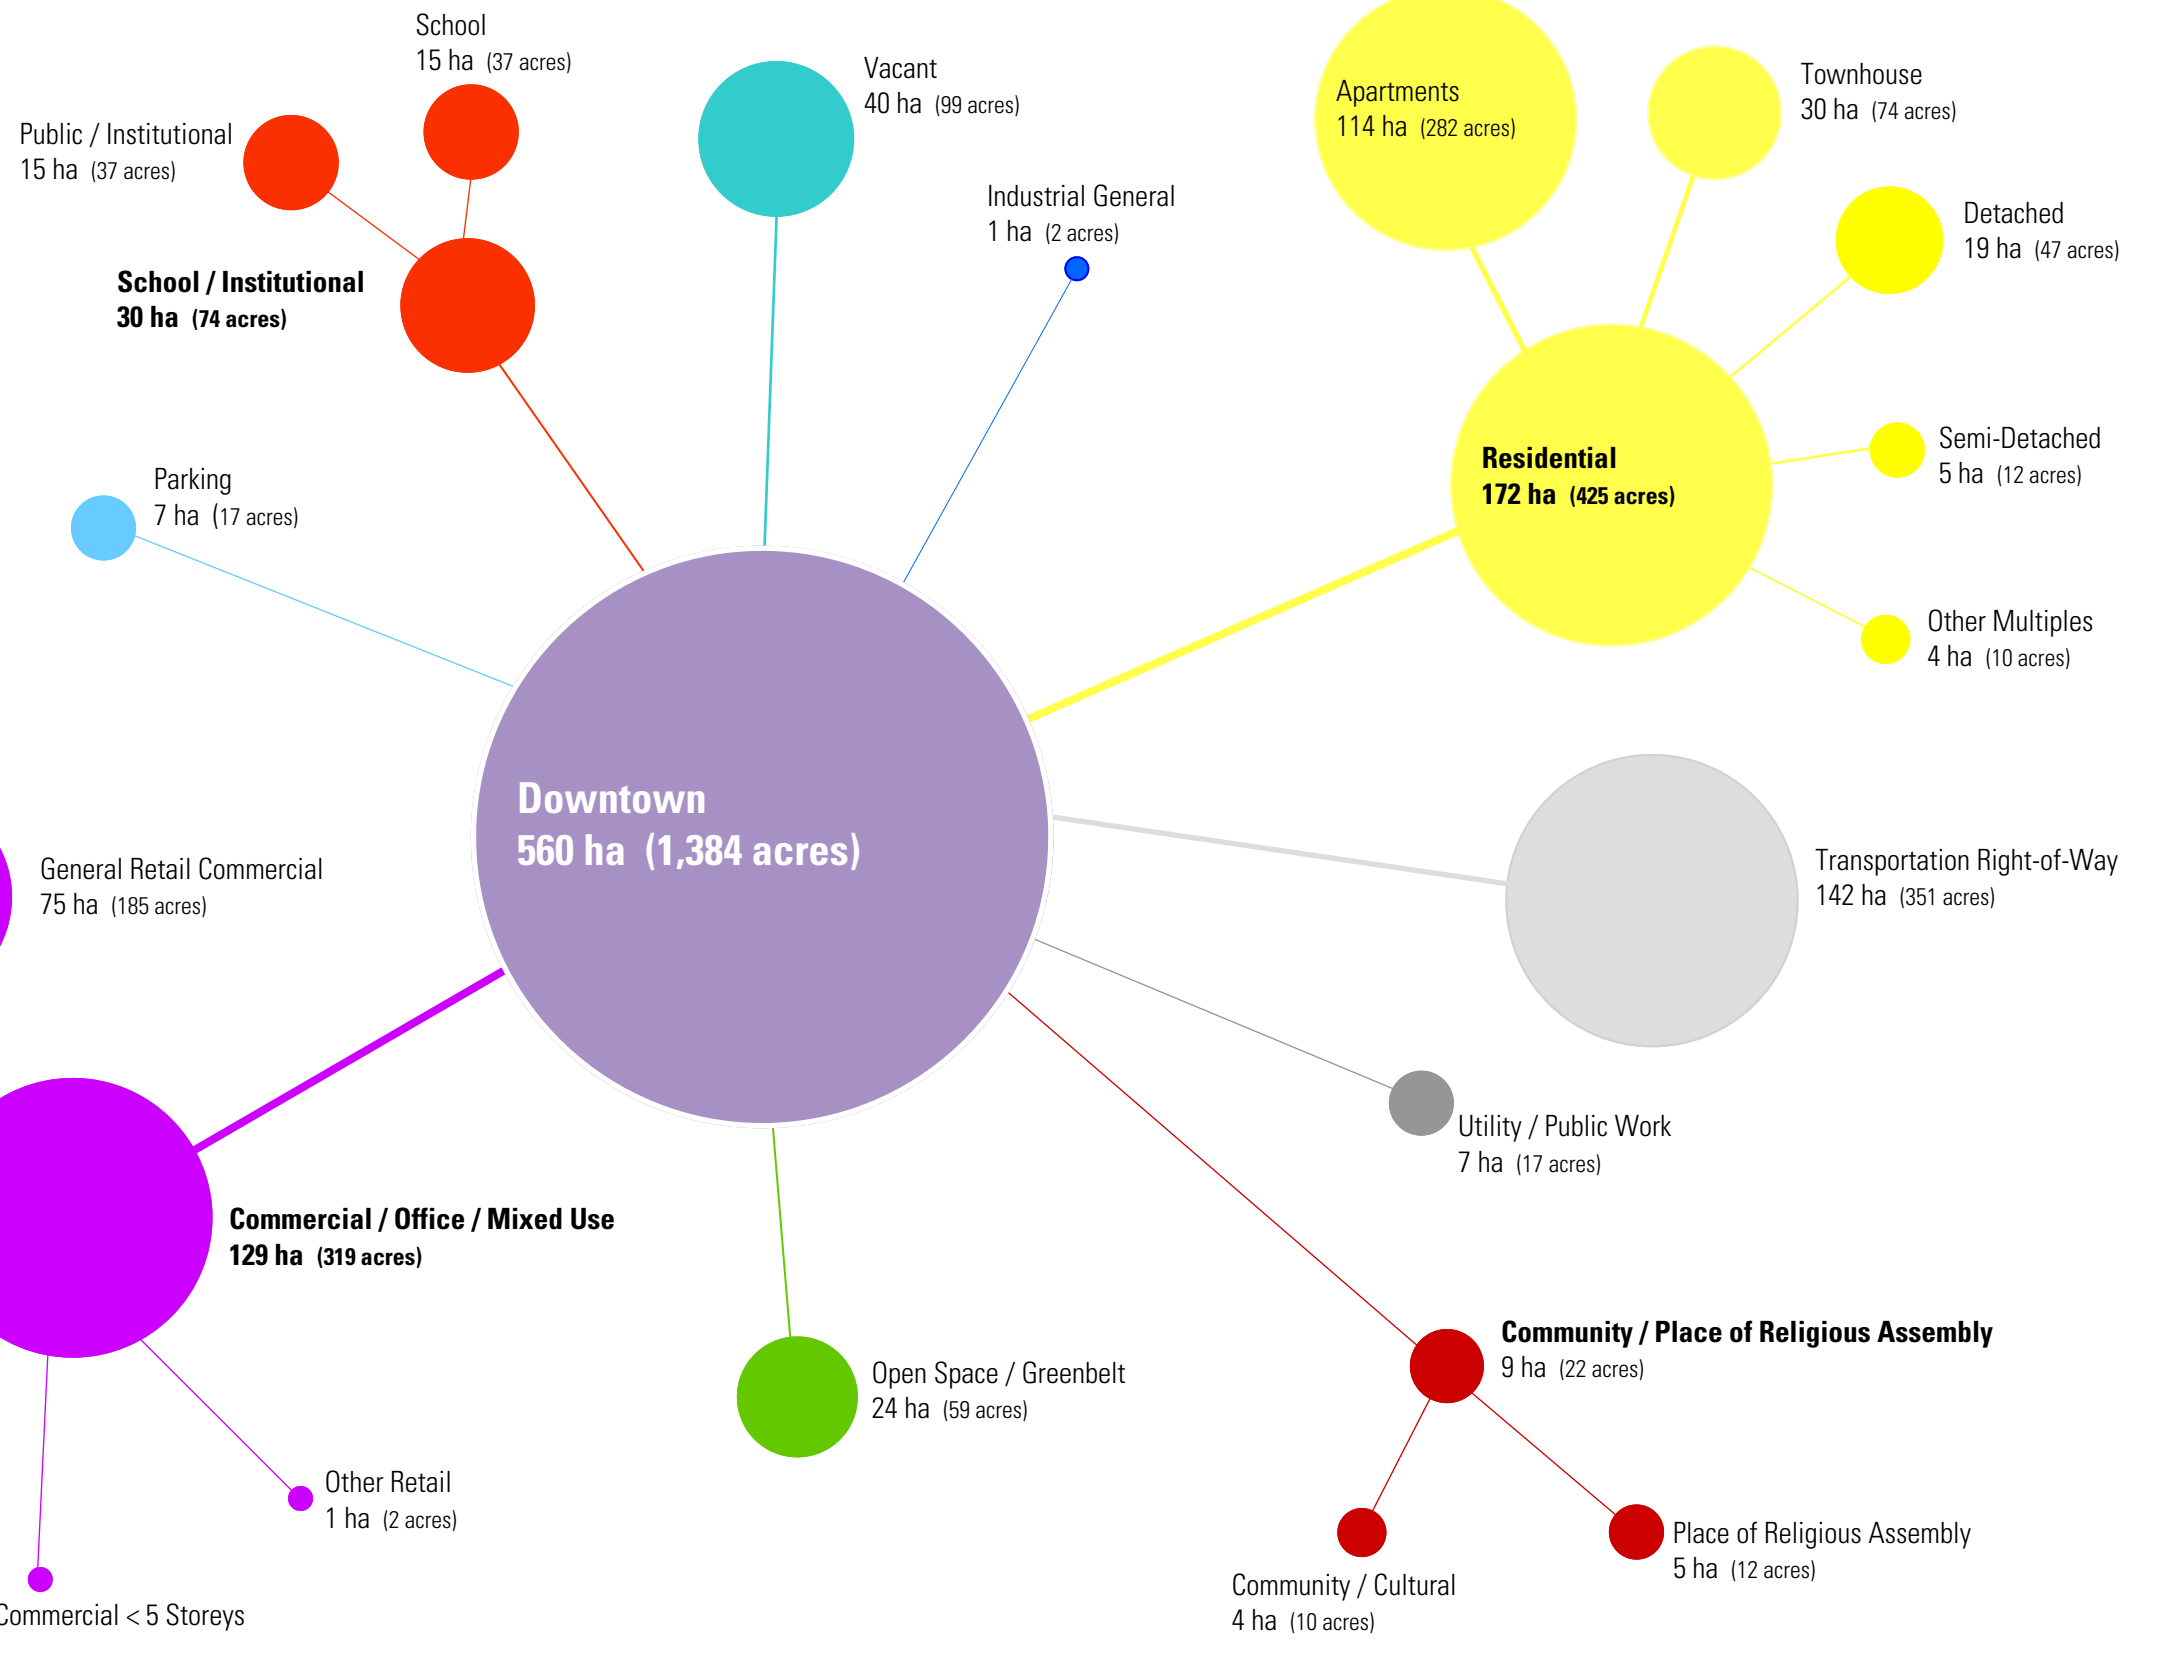 School
15 ha (37 acres)
Public / Institutional
15 ha (37 acres)
School / Institutional
30 ha (74 acres)
Vacant
40 ha (99 acres)
Industrial General
1 ha (2 acres)
Apartments
114 ha (282 acres)
Townhouse
30 ha (74 acres)
Detached
19 ha (47 acres)
Semi-Detached
5 ha (12 acres)
Other Multiples
4 ha (10 acres)
Residential
172 ha (425 acres)
Parking
7 ha (17 acres)
Downtown
560 ha (1,384 acres)
General Retail Commercial
75 ha (185 acres)
Transportation Right-of-Way
142 ha (351 acres)
Utility / Public Work
7 ha (17 acres)
Commercial / Office / Mixed Use
129 ha (319 acres)
Community / Place of Religious Assembly
9 ha (22 acres)
Open Space / Greenbelt
24 ha (59 acres)
Other Retail
1 ha (2 acres)
Place of Religious Assembly
5 ha (12 acres)
Community / Cultural
4 ha (10 acres)
Commercial < 5 Storeys